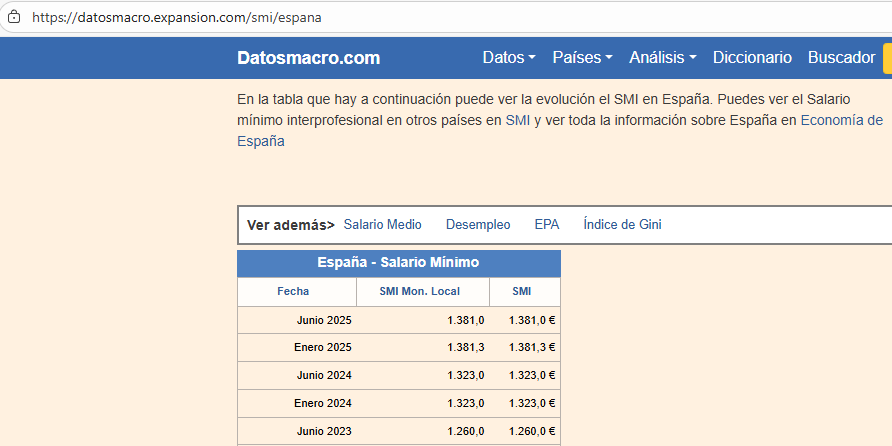 https://datosmacro.expansion.com/smi/espana
Datosmacro.com Datos Países Análisis Diccionario Buscador
En la tabla que hay a continuación puede ver la evolución el SMI en España. Puedes ver el Salario
mínimo interprofesional en otros países en SMI y ver toda la información sobre España en Economía de
España
Ver además> Salario Medio Desempleo EPA Índice de Gini
España - Salario Mínimo
Fecha SMI Mon. Local SMI
Junio 2025 1.381,0 1.381,0 €
Enero 2025 1.381,3 1.381,3 €
Junio 2024 1.323,0 1.323,0 €
Enero 2024 1.323,0 1.323,0 €
Junio 2023 1.260,0 1.260,0 €